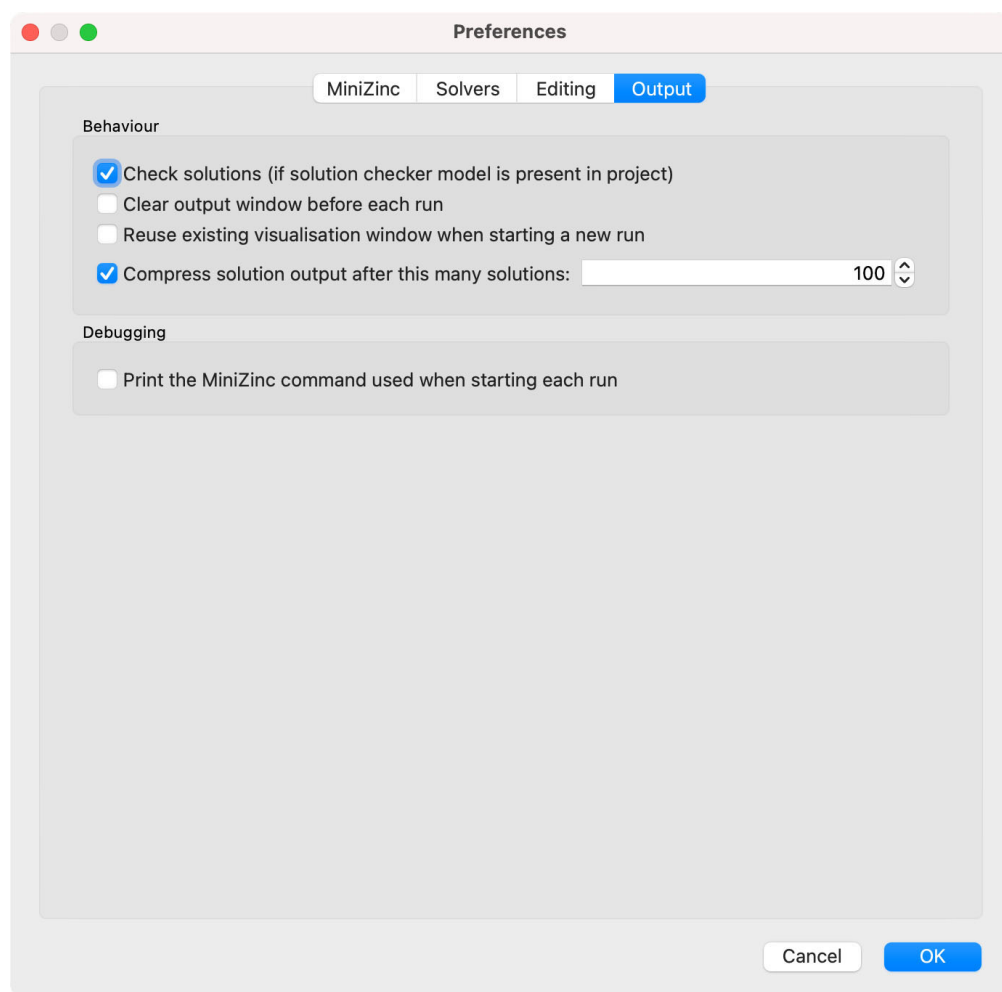 Preferences
MiniZinc Solvers Editing Output
Behaviour
Check solutions (if solution checker model is present in project)
Clear output window before each run
Reuse existing visualisation window when starting a new run
Compress solution output after this many solutions: 100
Debugging
Print the MiniZinc command used when starting each run
Cancel OK